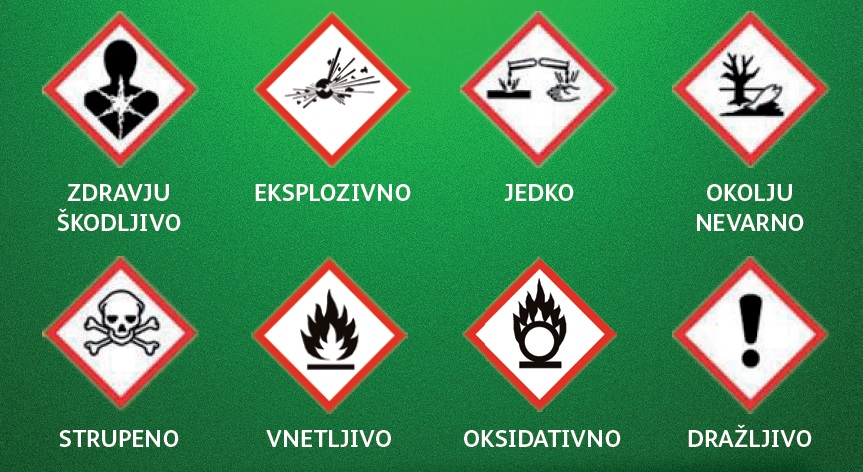 ZDRAVJU
ŠKODLJIVO
EKSPLOZIVNO
JEDKO
OKOLJU
NEVARNO
STRUPENO
VNETLJIVO
OKSIDATIVNO
DRAŽLJIVO